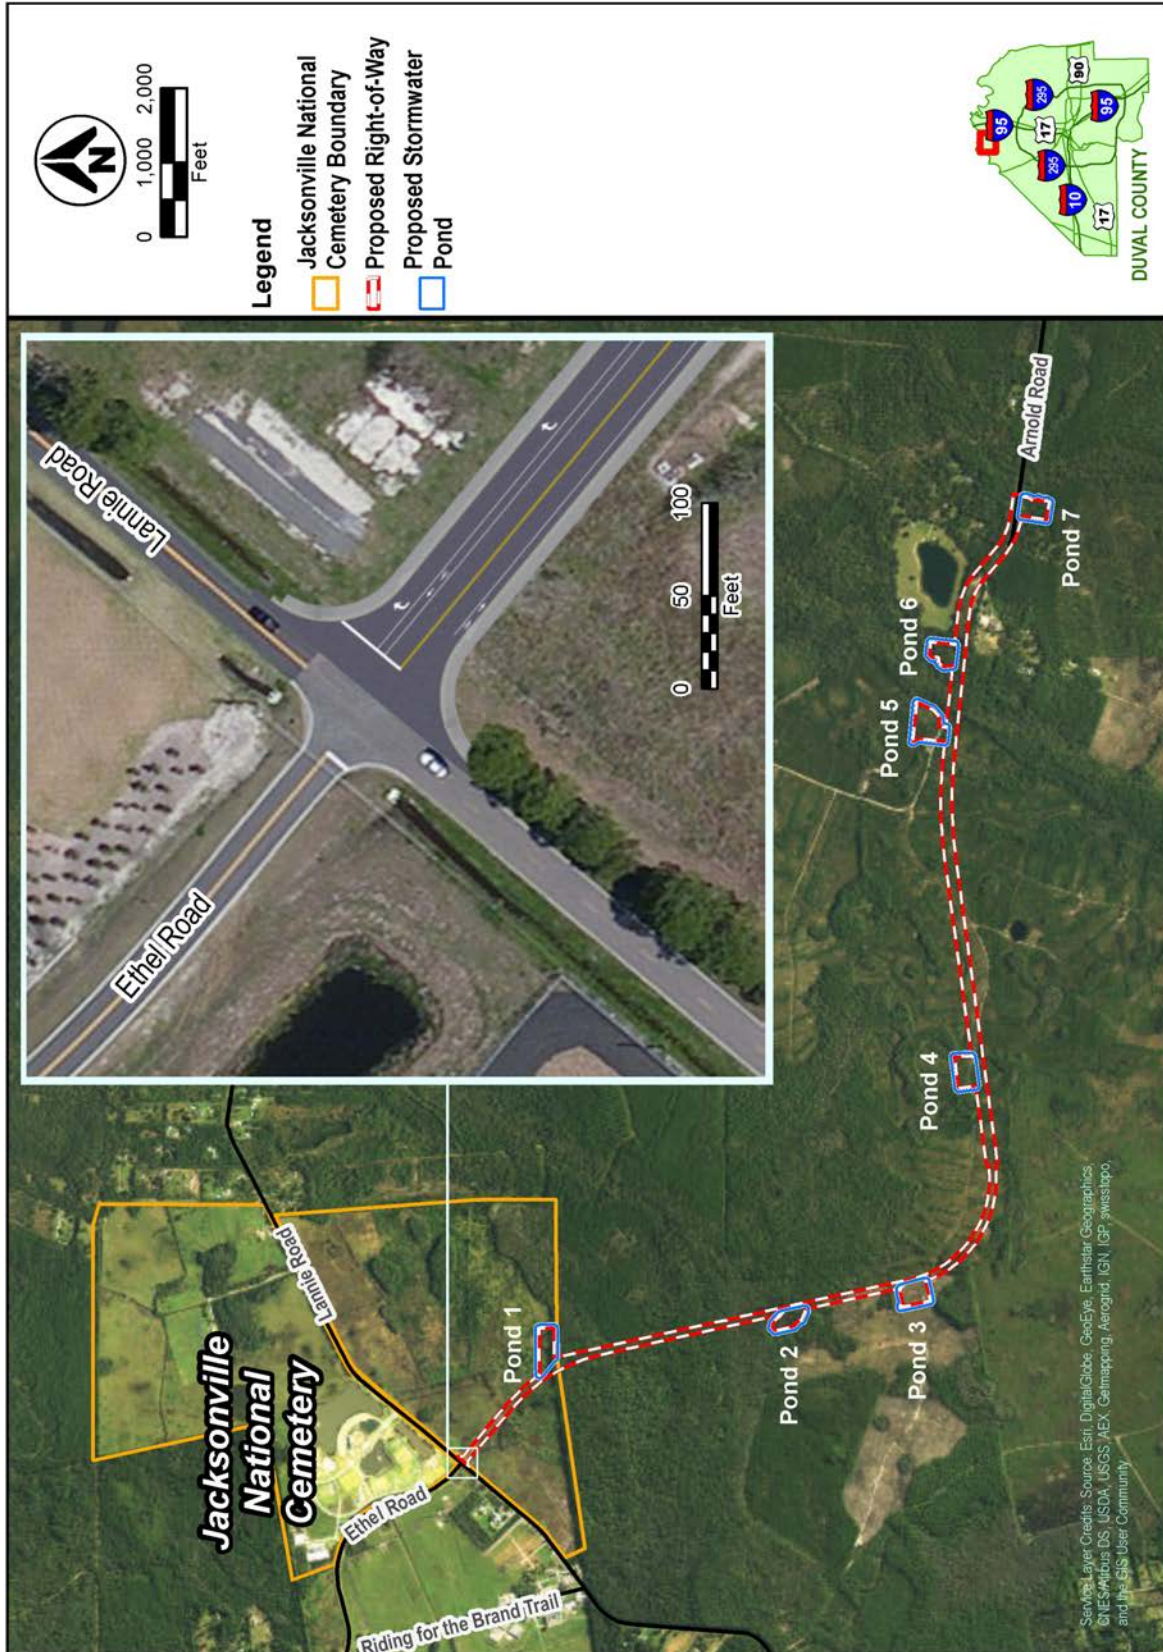 0
1,000
2,000
Feet
N
Legend
Jacksonville National
Cemetery Boundary
Proposed Right-of-Way
Proposed Stormwater
Pond
95
295
90
17
295
95
10
17
DUVAL COUNTY
Lannie Road
Ethel Road
0
50
100
Feet
Jacksonville
National
Cemetery
Lannie Road
Ethel Road
Riding for the Brand Trail
Pond 1
Pond 2
Pond 3
Pond 4
Pond 5
Pond 6
Pond 7
Arnold Road
Service Layer Credits: Source: Esri, DigitalGlobe, GeoEye, Earthstar Geographics,
CNES/Airbus DS, USDA, USGS, AEX, Getmapping, Aerogrid, IGN, IGP, swisstopo,
and the GIS User Community